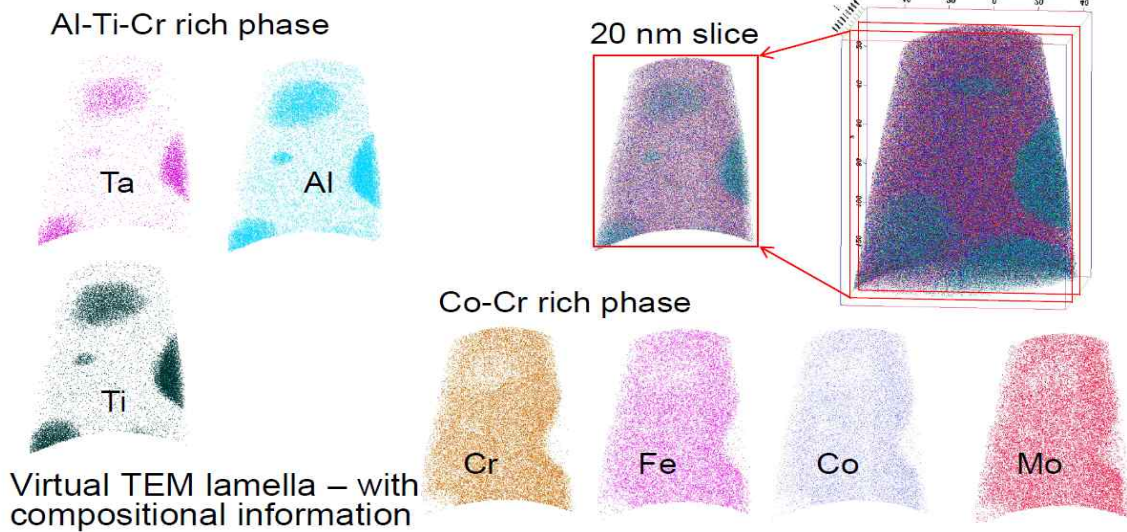 Al-Ti-Cr rich phase
20 nm slice
Ta
Al
Ti
Co-Cr rich phase
Cr
Fe
Co
Mo
Virtual TEM lamella – with
compositional information